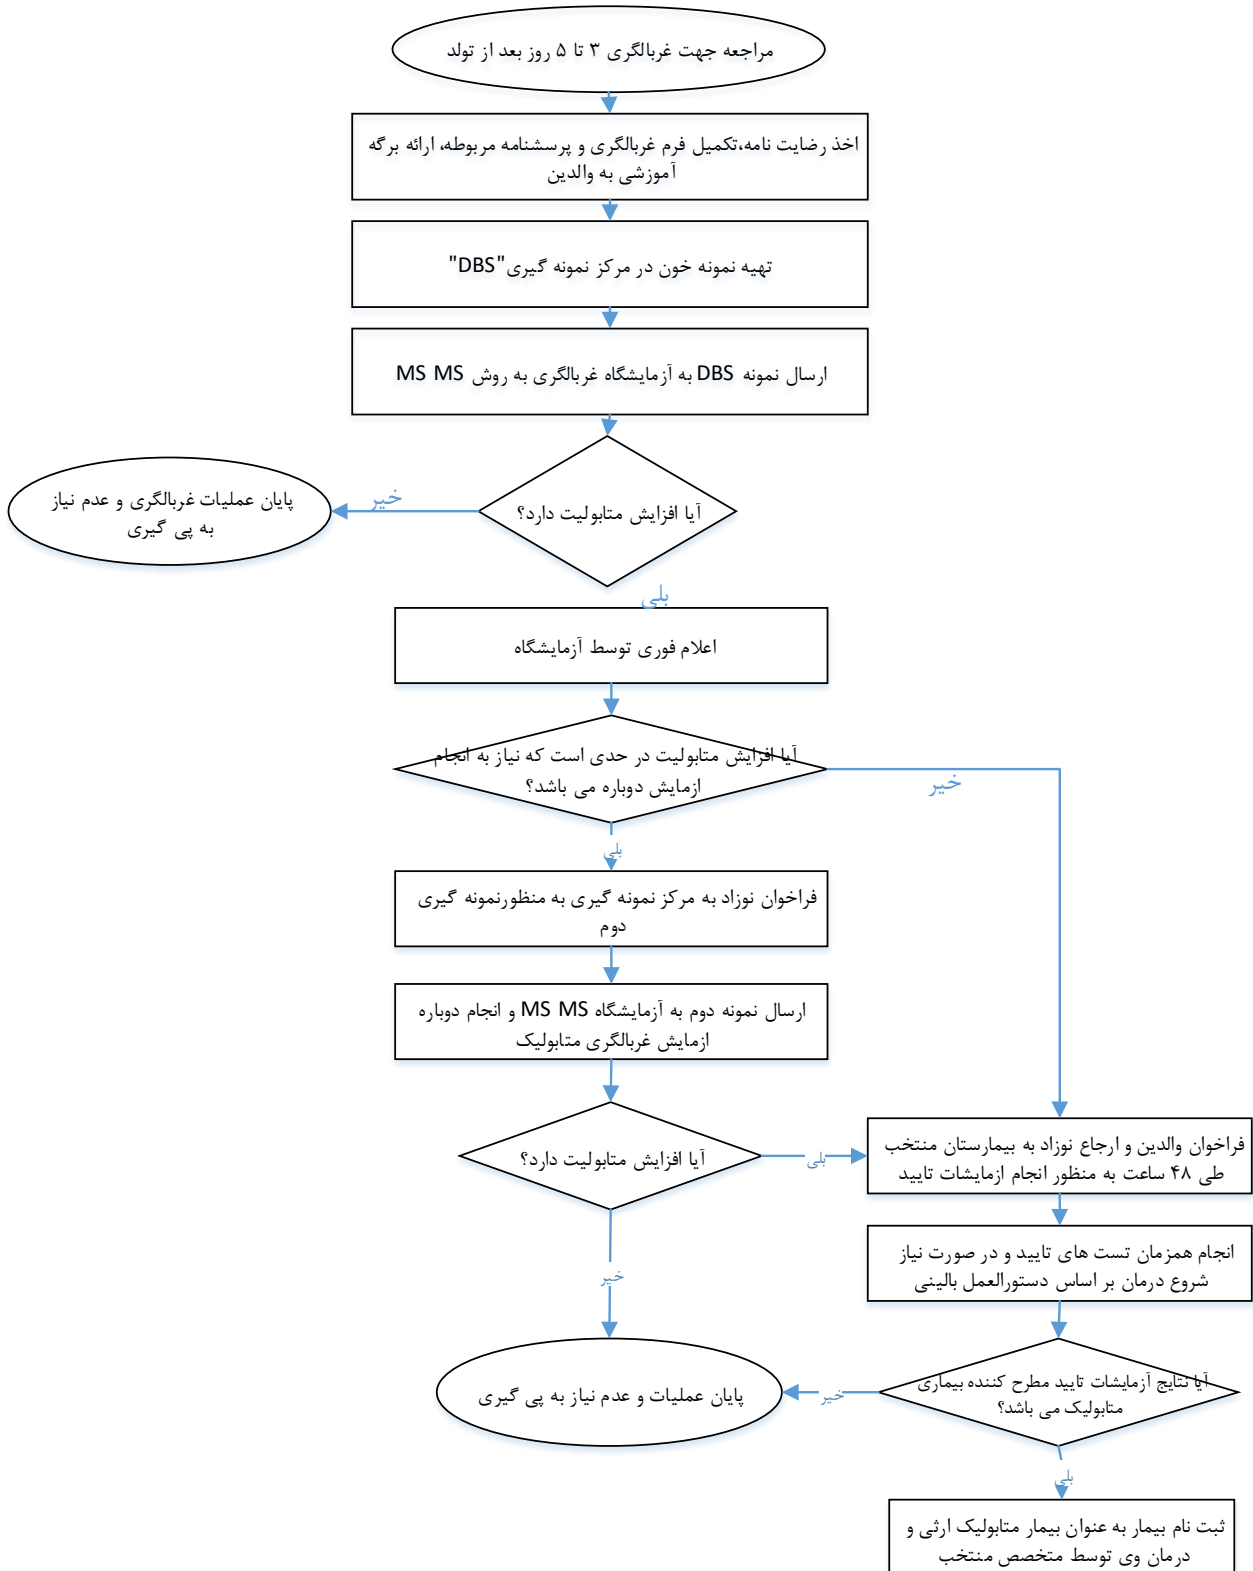 مراجعه جهت غربالگری ۳ تا ۵ روز بعد از تولد
اخذ رضایت نامه،تکمیل فرم غربالگری و پرسشنامه مربوطه، ارائه برگه
آموزشی به والدین
تهیه نمونه خون در مرکز نمونه گیری"DBS"
ارسال نمونه DBS به آزمایشگاه غربالگری به روش MS MS
آیا افزایش متابولیت دارد؟
خیر
پایان عملیات غربالگری و عدم نیاز
به پی گیری
بلی
اعلام فوری توسط آزمایشگاه
آیا افزایش متابولیت در حدی است که نیاز به انجام
ازمایش دوباره می باشد؟
خیر
بلی
فراخوان نوزاد به مرکز نمونه گیری به منظورنمونه گیری
دوم
ارسال نمونه دوم به آزمایشگاه MS MS و انجام دوباره
ازمایش غربالگری متابولیک
آیا افزایش متابولیت دارد؟
بلی
فراخوان والدین و ارجاع نوزاد به بیمارستان منتخب
طی ۴۸ ساعت به منظور انجام ازمایشات تایید
انجام همزمان تست های تایید و در صورت نیاز
شروع درمان بر اساس دستورالعمل بالینی
خیر
آیا نتایج آزمایشات تایید مطرح کننده بیماری
متابولیک می باشد؟
خیر
پایان عملیات و عدم نیاز به پی گیری
بلی
ثبت نام بیمار به عنوان بیمار متابولیک ارثی و
درمان وی توسط متخصص منتخب